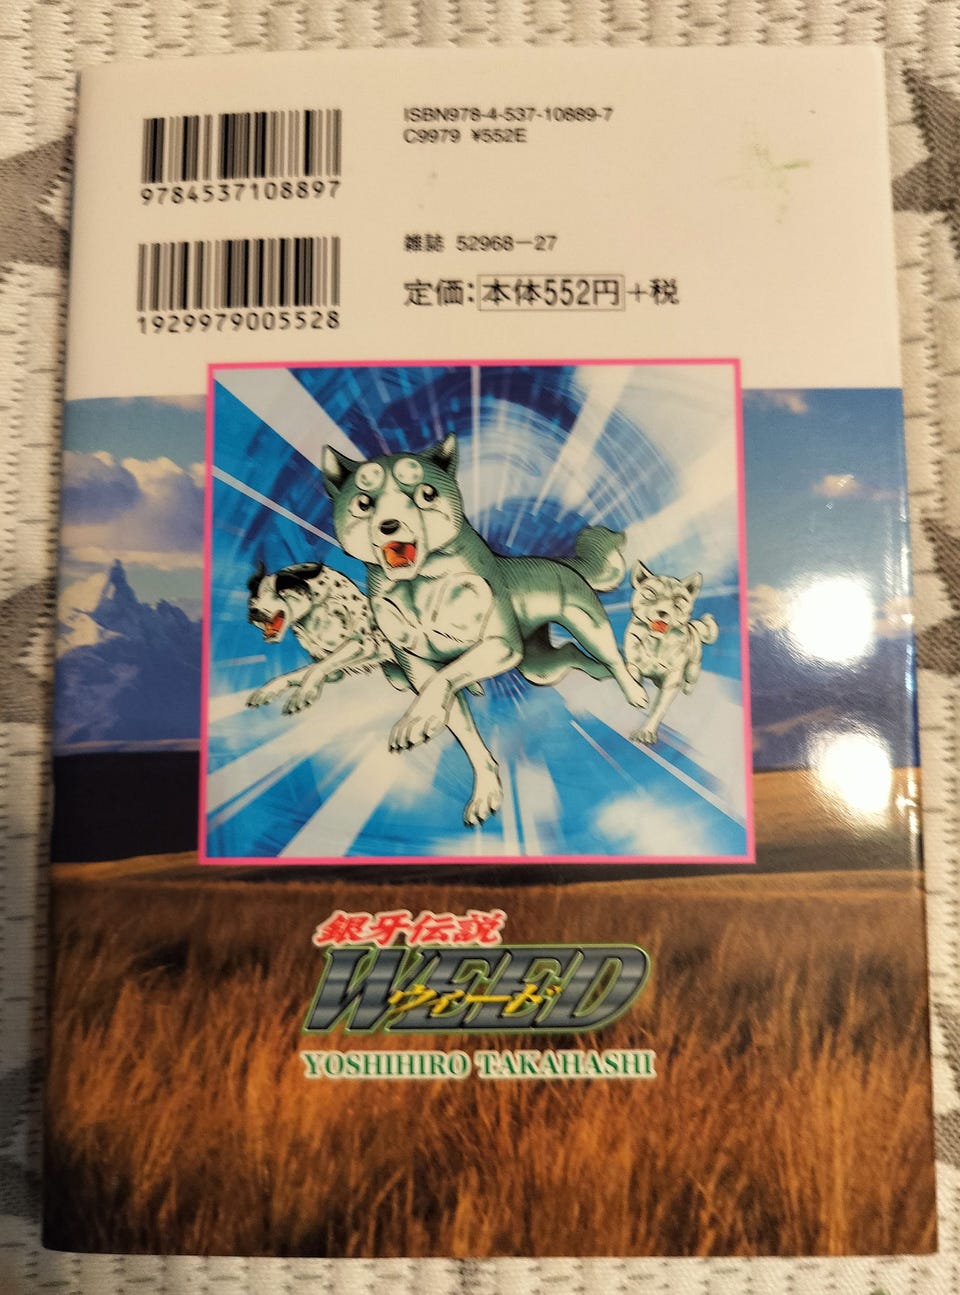 ISBN978-4-537-10889-7
C9979 ¥552E
9784537108897
雑誌 52968-27
定価：本体552円+税
1929979005528
銀牙伝説
WEED
ウィード
YOSHIHIRO TAKAHASHI